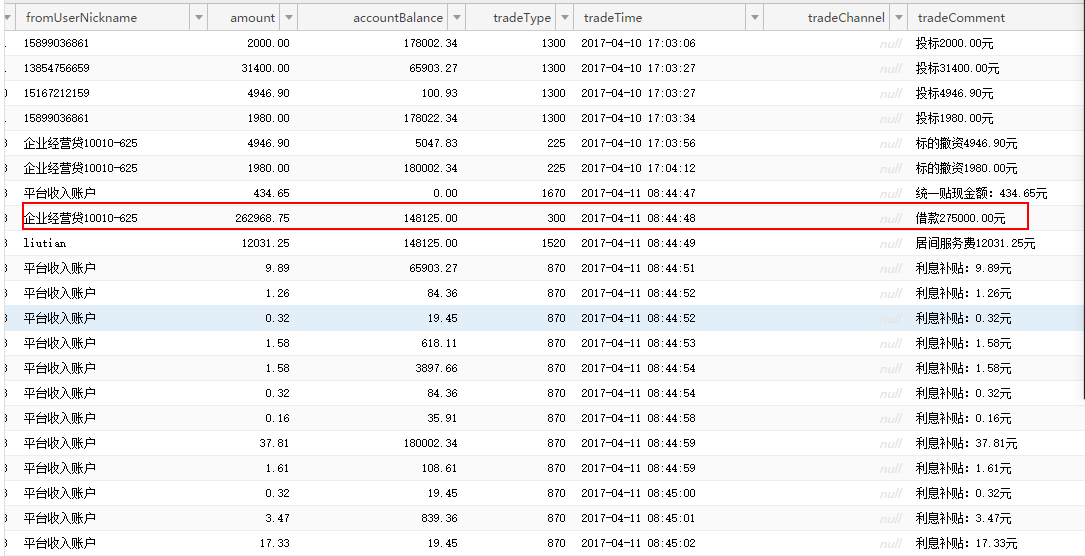 fromUserNickname amount accountBalance tradeType tradeTime tradeChannel tradeComment
15899036861 2000.00 178002.34 1300 2017-04-10 17:03:06 null 投标2000.00元
13854756659 31400.00 65903.27 1300 2017-04-10 17:03:27 null 投标31400.00元
15167212159 4946.90 100.93 1300 2017-04-10 17:03:27 null 投标4946.90元
15899036861 1980.00 178022.34 1300 2017-04-10 17:03:34 null 投标1980.00元
企业经营贷10010-625 4946.90 5047.83 225 2017-04-10 17:03:56 null 标的撤资4946.90元
企业经营贷10010-625 1980.00 180002.34 225 2017-04-10 17:04:12 null 标的撤资1980.00元
平台收入账户 434.65 0.00 1670 2017-04-11 08:44:47 null 统一贴现金额: 434.65元
企业经营贷10010-625 262968.75 148125.00 300 2017-04-11 08:44:48 null 借款275000.00元
liutian 12031.25 148125.00 1520 2017-04-11 08:44:49 null 居间服务费12031.25元
平台收入账户 9.89 65903.27 870 2017-04-11 08:44:51 null 利息补贴: 9.89元
平台收入账户 1.26 84.36 870 2017-04-11 08:44:52 null 利息补贴: 1.26元
平台收入账户 0.32 19.45 870 2017-04-11 08:44:52 null 利息补贴: 0.32元
平台收入账户 1.58 618.11 870 2017-04-11 08:44:53 null 利息补贴: 1.58元
平台收入账户 1.58 3897.66 870 2017-04-11 08:44:54 null 利息补贴: 1.58元
平台收入账户 0.32 84.36 870 2017-04-11 08:44:54 null 利息补贴: 0.32元
平台收入账户 0.16 35.91 870 2017-04-11 08:44:58 null 利息补贴: 0.16元
平台收入账户 37.81 180002.34 870 2017-04-11 08:44:59 null 利息补贴: 37.81元
平台收入账户 1.61 108.61 870 2017-04-11 08:44:59 null 利息补贴: 1.61元
平台收入账户 0.32 19.45 870 2017-04-11 08:45:00 null 利息补贴: 0.32元
平台收入账户 3.47 839.36 870 2017-04-11 08:45:01 null 利息补贴: 3.47元
平台收入账户 17.33 19.45 870 2017-04-11 08:45:02 null 利息补贴: 17.33元